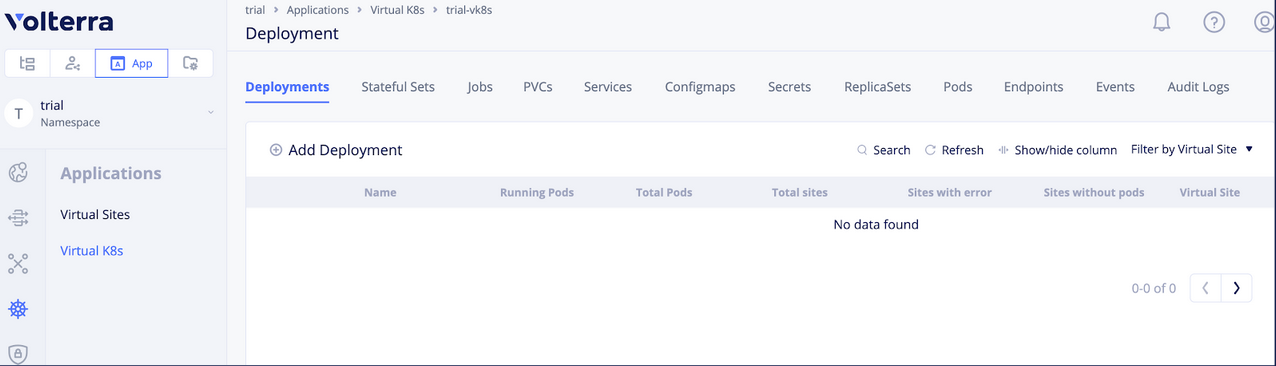 Volterra
trial > Applications > Virtual K8s > trial-vk8s
Deployment
App
T
trial
Namespace
Applications
Virtual Sites
Virtual K8s
Deployments Stateful Sets Jobs PVCs Services Configmaps Secrets ReplicaSets Pods Endpoints Events Audit Logs
Add Deployment Search Refresh Show/hide column Filter by Virtual Site
Name Running Pods Total Pods Total sites Sites with error Sites without pods Virtual Site
No data found
0-0 of 0